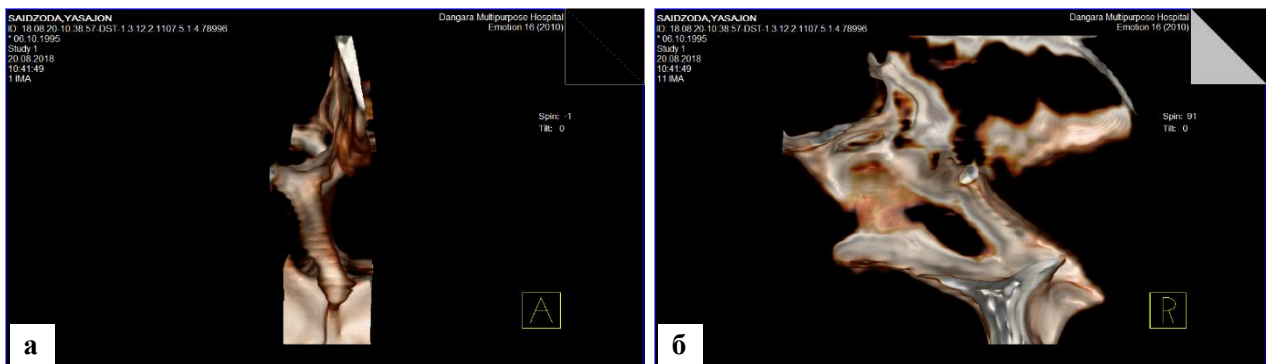 SAIDZODA,YASAJON
ID: 18.08.20-10:38:57-DST-1.3.12.2.1107.5.1.4.78996
* 06.10.1995
Study 1
20.08.2018
10:41:49
1 IMA
Dangara Multipurpose Hospital
Emotion 16 (2010)
Spin: -1
Tilt: 0
A
а
SAIDZODA,YASAJON
ID: 18.08.20-10:38:57-DST-1.3.12.2.1107.5.1.4.78996
* 06.10.1995
Study 1
20.08.2018
10:41:49
11 IMA
Dangara Multipurpose Hospital
Emotion 16 (2010)
Spin: 91
Tilt: 0
R
б